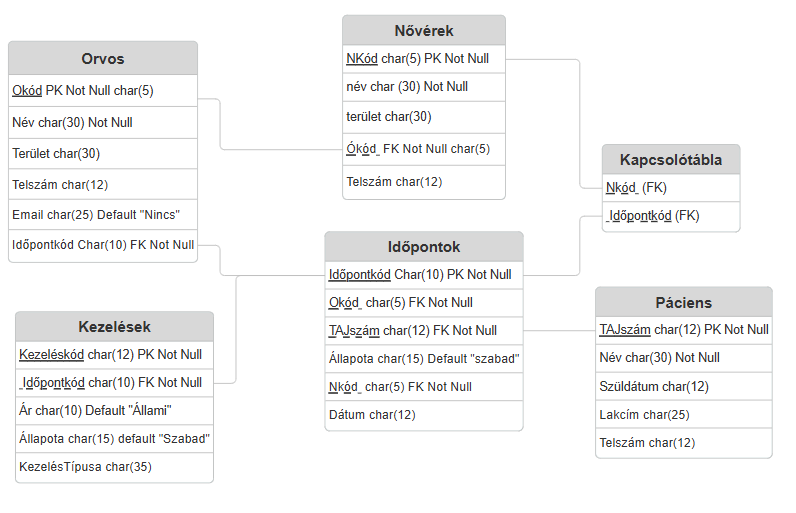 Orvos
Okód PK Not Null char(5)
Név char(30) Not Null
Terület char(30)
Telszám char(12)
Email char(25) Default "Nincs"
Időpontkód Char(10) FK Not Null
Nővérek
NKód char(5) PK Not Null
név char (30) Not Null
terület char(30)
Ókód FK Not Null char(5)
Telszám char(12)
Kapcsolótábla
Nkód (FK)
Időpontkód (FK)
Időpontok
Időpontkód Char(10) PK Not Null
Okód char(5) FK Not Null
TAJszám char(12) FK Not Null
Állapota char(15) Default "szabad"
Nkód char(5) FK Not Null
Dátum char(12)
Kezelések
Kezeléskód char(12) PK Not Null
Időpontkód char(10) FK Not Null
Ár char(10) Default "Állami"
Állapota char(15) default "Szabad"
KezelésTípusa char(35)
Páciens
TAJszám char(12) PK Not Null
Név char(30) Not Null
Szüldátum char(12)
Lakcím char(25)
Telszám char(12)